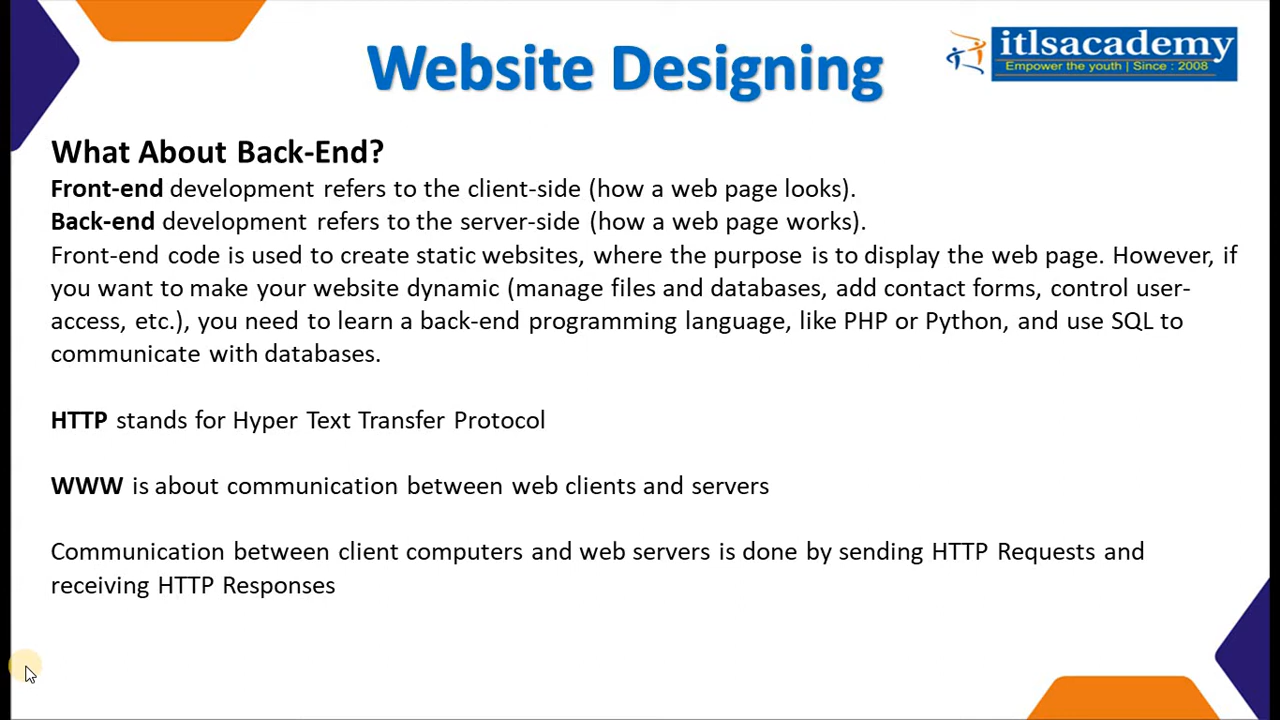 Website Designing
itlsacademy
Empower the youth | Since : 2008
What About Back-End?
Front-end development refers to the client-side (how a web page looks).
Back-end development refers to the server-side (how a web page works).
Front-end code is used to create static websites, where the purpose is to display the web page. However, if
you want to make your website dynamic (manage files and databases, add contact forms, control user-
access, etc.), you need to learn a back-end programming language, like PHP or Python, and use SQL to
communicate with databases.
HTTP stands for Hyper Text Transfer Protocol
WWW is about communication between web clients and servers
Communication between client computers and web servers is done by sending HTTP Requests and
receiving HTTP Responses